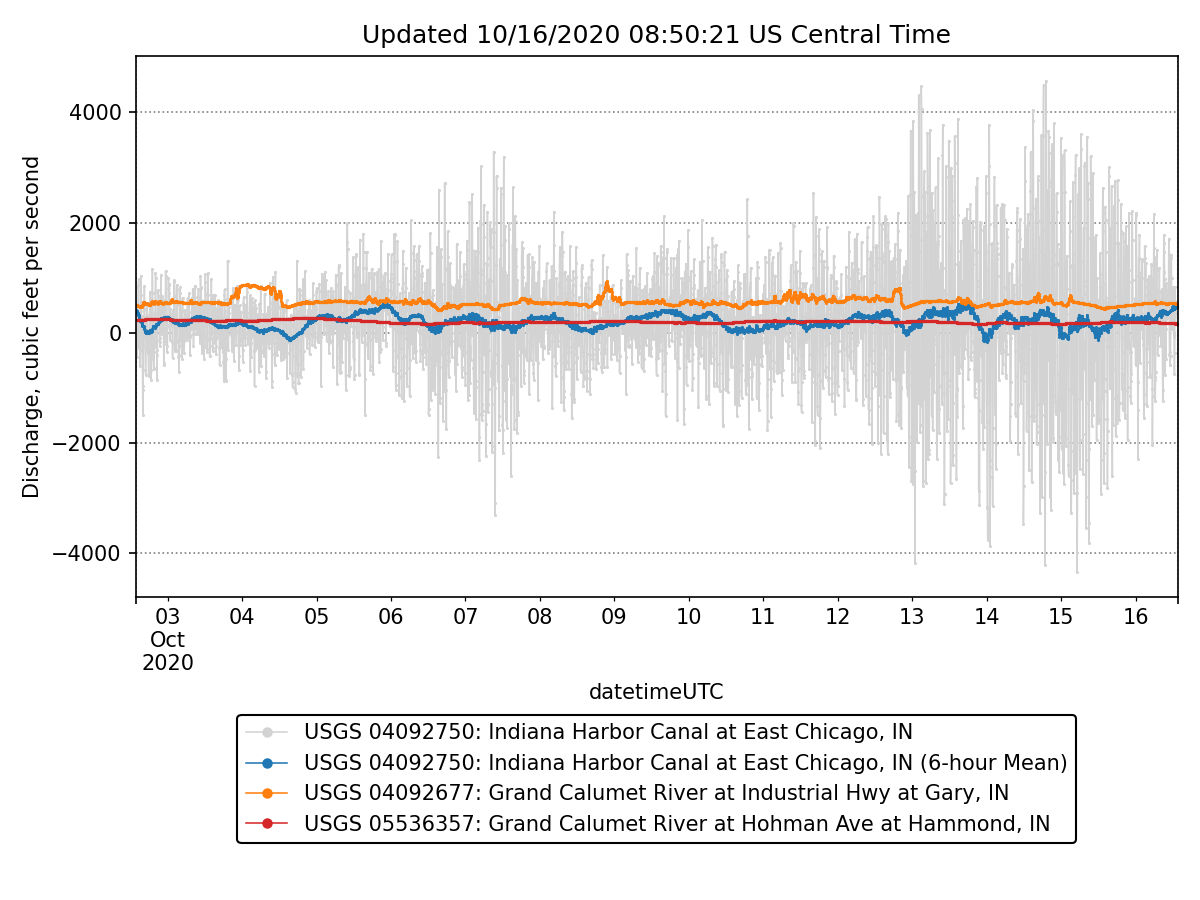 Updated 10/16/2020 08:50:21 US Central Time
Discharge, cubic feet per second
4000
2000
0
−2000
−4000
03 04 05 06 07 08 09 10 11 12 13 14 15 16
Oct
2020
datetimeUTC
USGS 04092750: Indiana Harbor Canal at East Chicago, IN
USGS 04092750: Indiana Harbor Canal at East Chicago, IN (6-hour Mean)
USGS 04092677: Grand Calumet River at Industrial Hwy at Gary, IN
USGS 05536357: Grand Calumet River at Hohman Ave at Hammond, IN